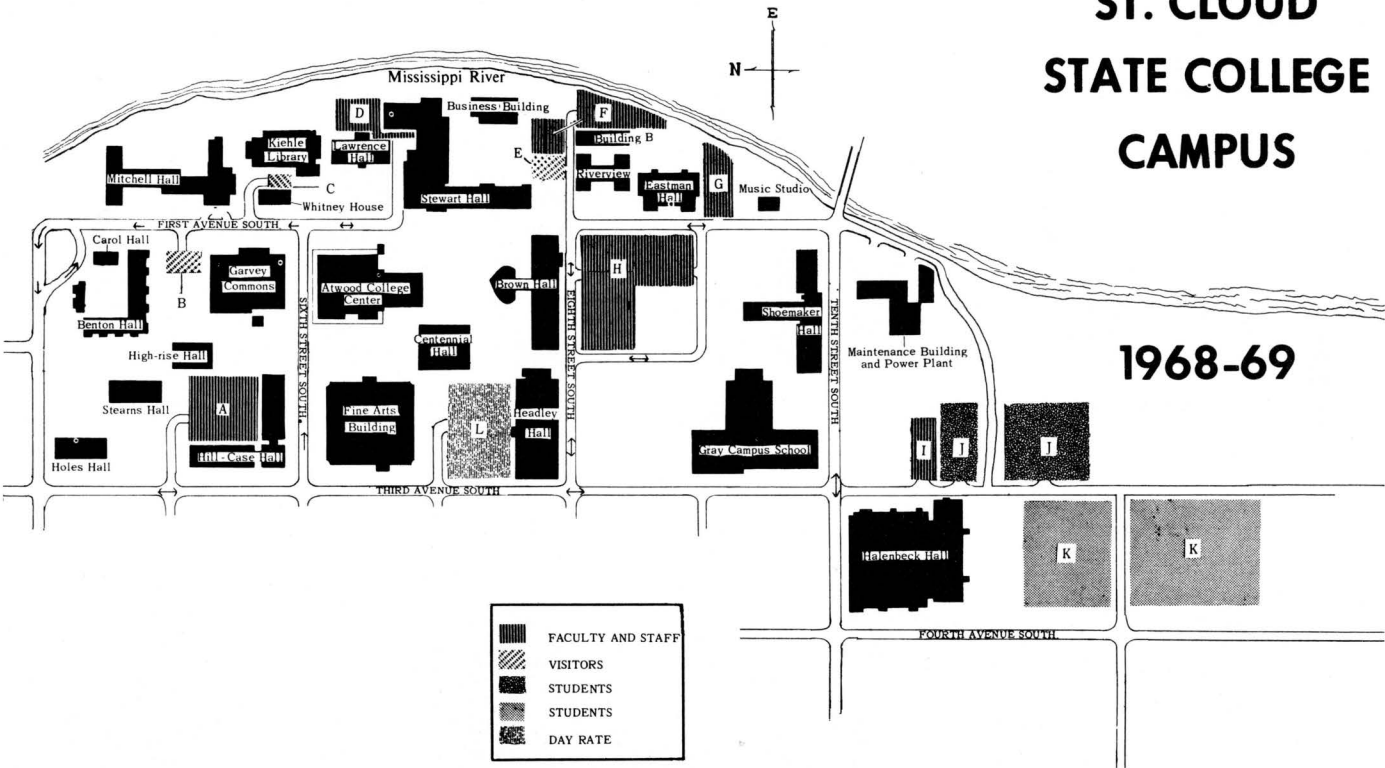 ST. CLOUD
STATE COLLEGE
CAMPUS
1968-69
E
N
Mississippi River
D
Business Building
F
Building B
Kiehle
Library
Lawrence
Hall
E
Mitchell Hall
C
Riverview
Eastman
Hall
G
Music Studio
Whitney House
Stewart Hall
FIRST AVENUE SOUTH
Carol Hall
Garvey
Commons
B
Atwood College
Center
Brown Hall
H
Benton Hall
SIXTH STREET SOUTH
EIGHTH STREET SOUTH
TENTH STREET SOUTH
Shoemaker
Hall
Centennial
Hall
High-rise Hall
Maintenance Building
and Power Plant
Stearns Hall
A
Fine Arts
Building
L
Headley
Hall
Holes Hall
Hill-Case Hall
Gray Campus School
I
J
J
THIRD AVENUE SOUTH
Halenbeck Hall
K
K
FOURTH AVENUE SOUTH
FACULTY AND STAFF
VISITORS
STUDENTS
STUDENTS
DAY RATE